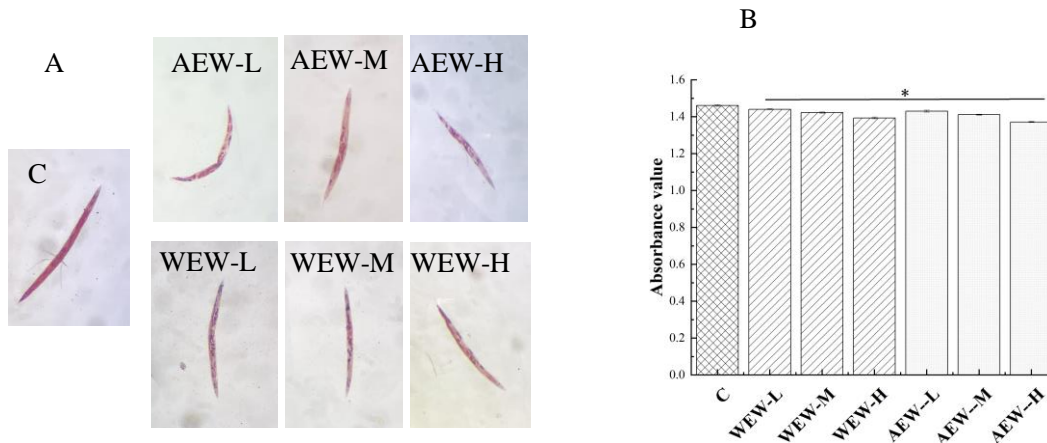 A
AEW-L AEW-M AEW-H
C
WEW-L WEW-M WEW-H
B
*
1.6
1.4
1.2
1.0
0.8
0.6
0.4
0.2
0.0
Absorbance value
C WEW-L WEW-M WEW-H AEW--L AEW--M AEW--H